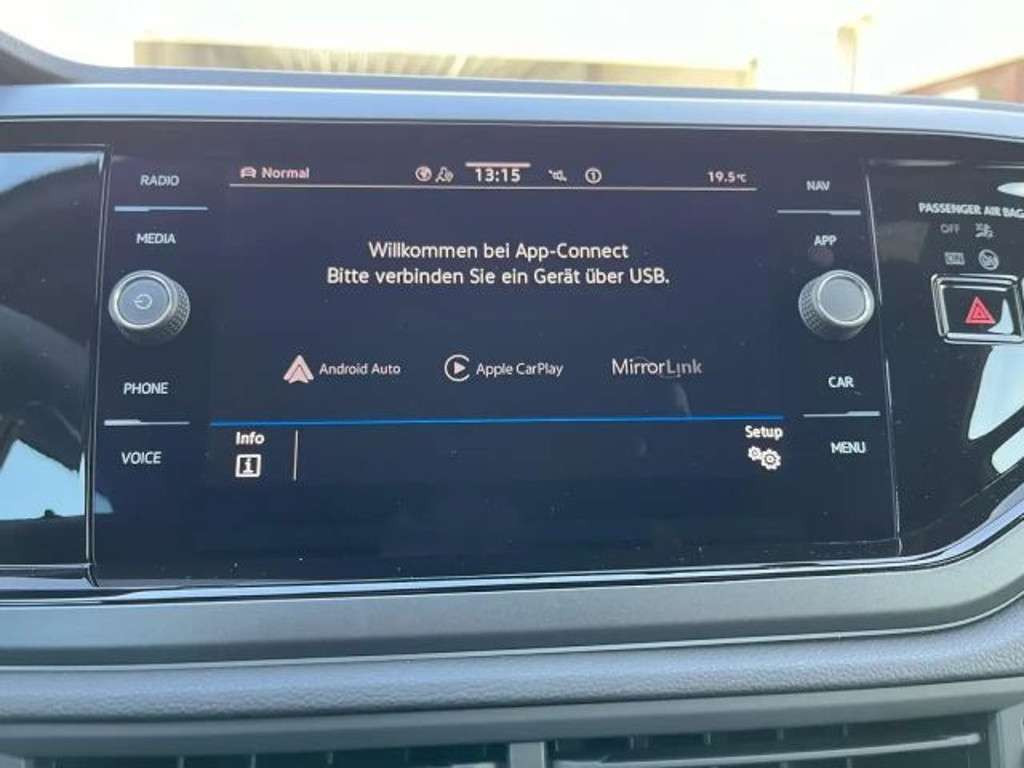 RADIO
MEDIA
PHONE
VOICE
Normal
13:15
1
19.5°C
Willkommen bei App-Connect
Bitte verbinden Sie ein Gerät über USB.
Android Auto
Apple CarPlay
MirrorLink
Info
i
Setup
NAV
APP
CAR
MENU
PASSENGER AIR BAG
OFF